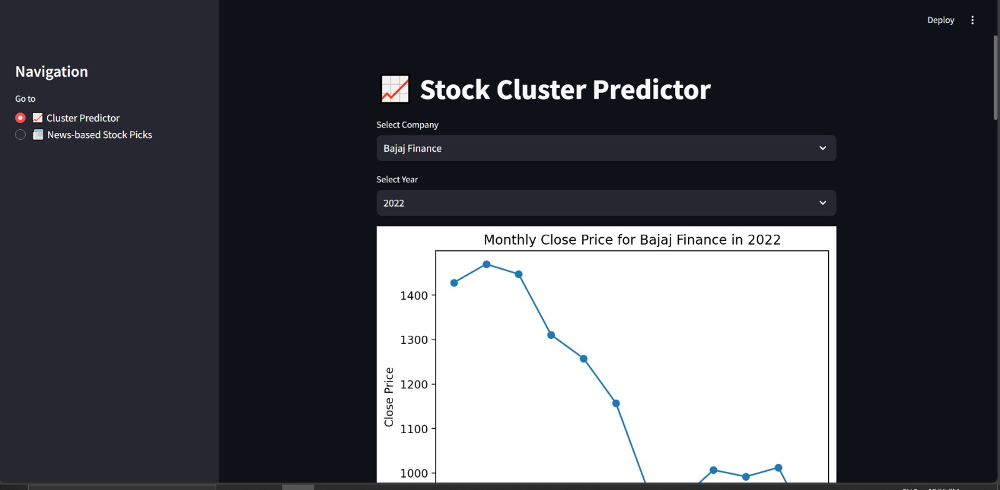 Deploy
Navigation
Go to
Cluster Predictor
News-based Stock Picks
Stock Cluster Predictor
Select Company
Bajaj Finance
Select Year
2022
Monthly Close Price for Bajaj Finance in 2022
Close Price
1400
1300
1200
1100
1000